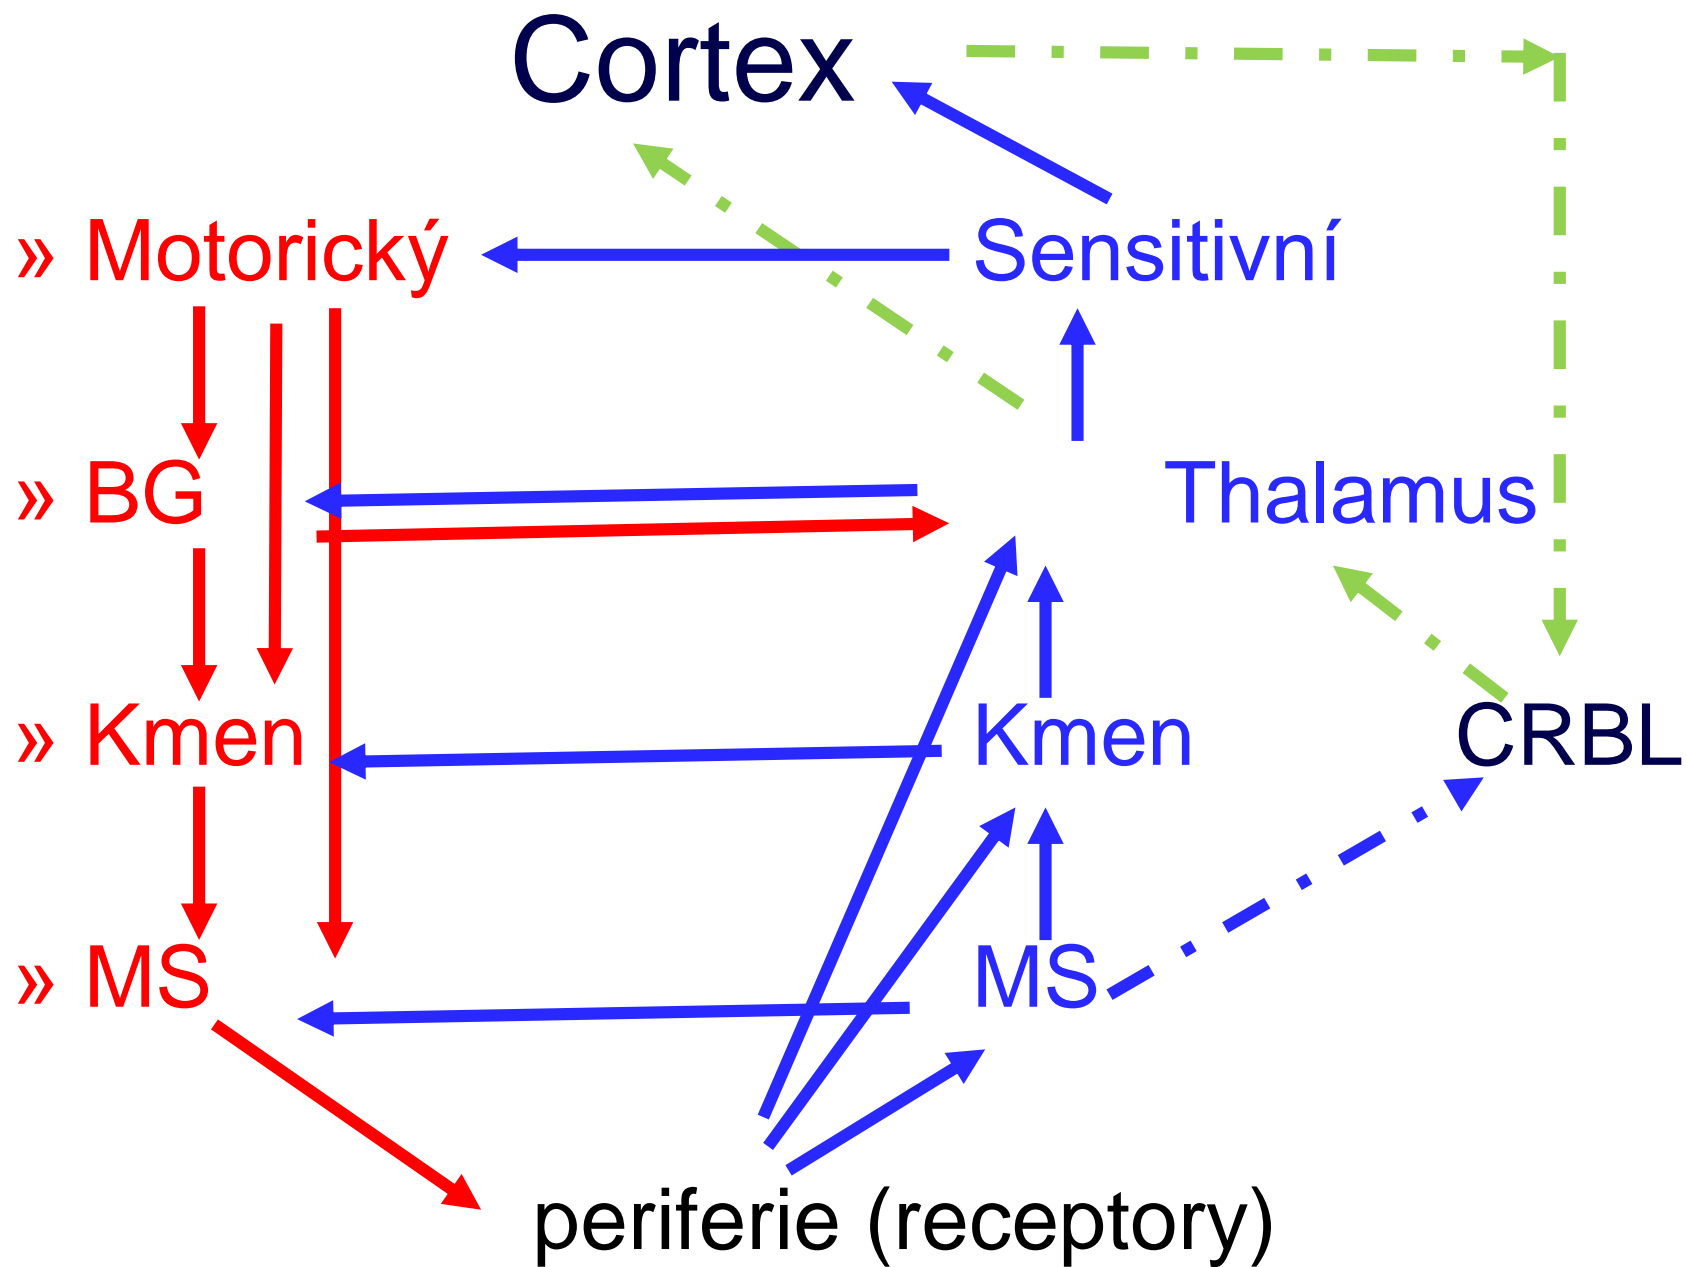 Cortex
» Motorický Sensitivní
» BG Thalamus
» Kmen Kmen CRBL
» MS MS
periferie (receptory)